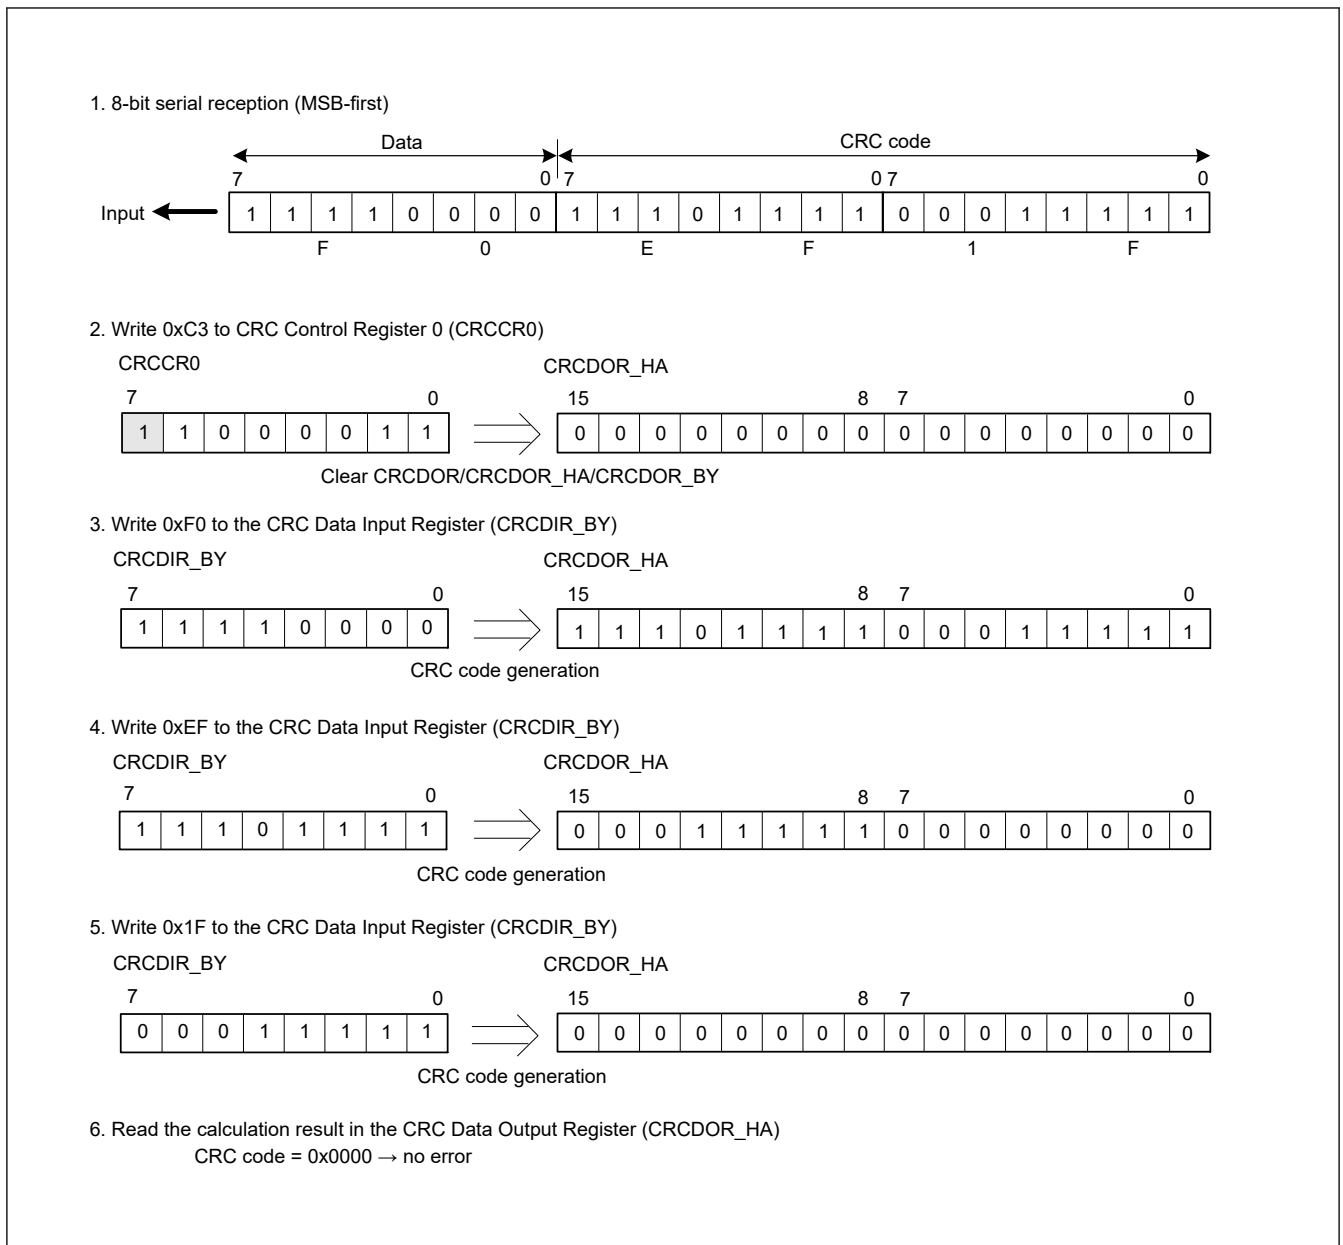 1. 8-bit serial reception (MSB-first)
Data CRC code
7 0 7 0 7 0
Input 1 1 1 1 0 0 0 0 1 1 1 0 1 1 1 1 0 0 0 1 1 1 1 1
F 0 E F 1 F
2. Write 0xC3 to CRC Control Register 0 (CRCCR0)
CRCCR0 CRCDOR_HA
7 0 15 8 7 0
1 1 0 0 0 0 1 1 0 0 0 0 0 0 0 0 0 0 0 0 0 0 0 0
Clear CRCDOR/CRCDOR_HA/CRCDOR_BY
3. Write 0xF0 to the CRC Data Input Register (CRCDIR_BY)
CRCDIR_BY CRCDOR_HA
7 0 15 8 7 0
1 1 1 1 0 0 0 0 1 1 1 0 1 1 1 1 0 0 0 1 1 1 1 1
CRC code generation
4. Write 0xEF to the CRC Data Input Register (CRCDIR_BY)
CRCDIR_BY CRCDOR_HA
7 0 15 8 7 0
1 1 1 0 1 1 1 1 0 0 0 1 1 1 1 1 0 0 0 0 0 0 0 0
CRC code generation
5. Write 0x1F to the CRC Data Input Register (CRCDIR_BY)
CRCDIR_BY CRCDOR_HA
7 0 15 8 7 0
0 0 0 1 1 1 1 1 0 0 0 0 0 0 0 0 0 0 0 0 0 0 0 0
CRC code generation
6. Read the calculation result in the CRC Data Output Register (CRCDOR_HA)
CRC code = 0x0000 → no error